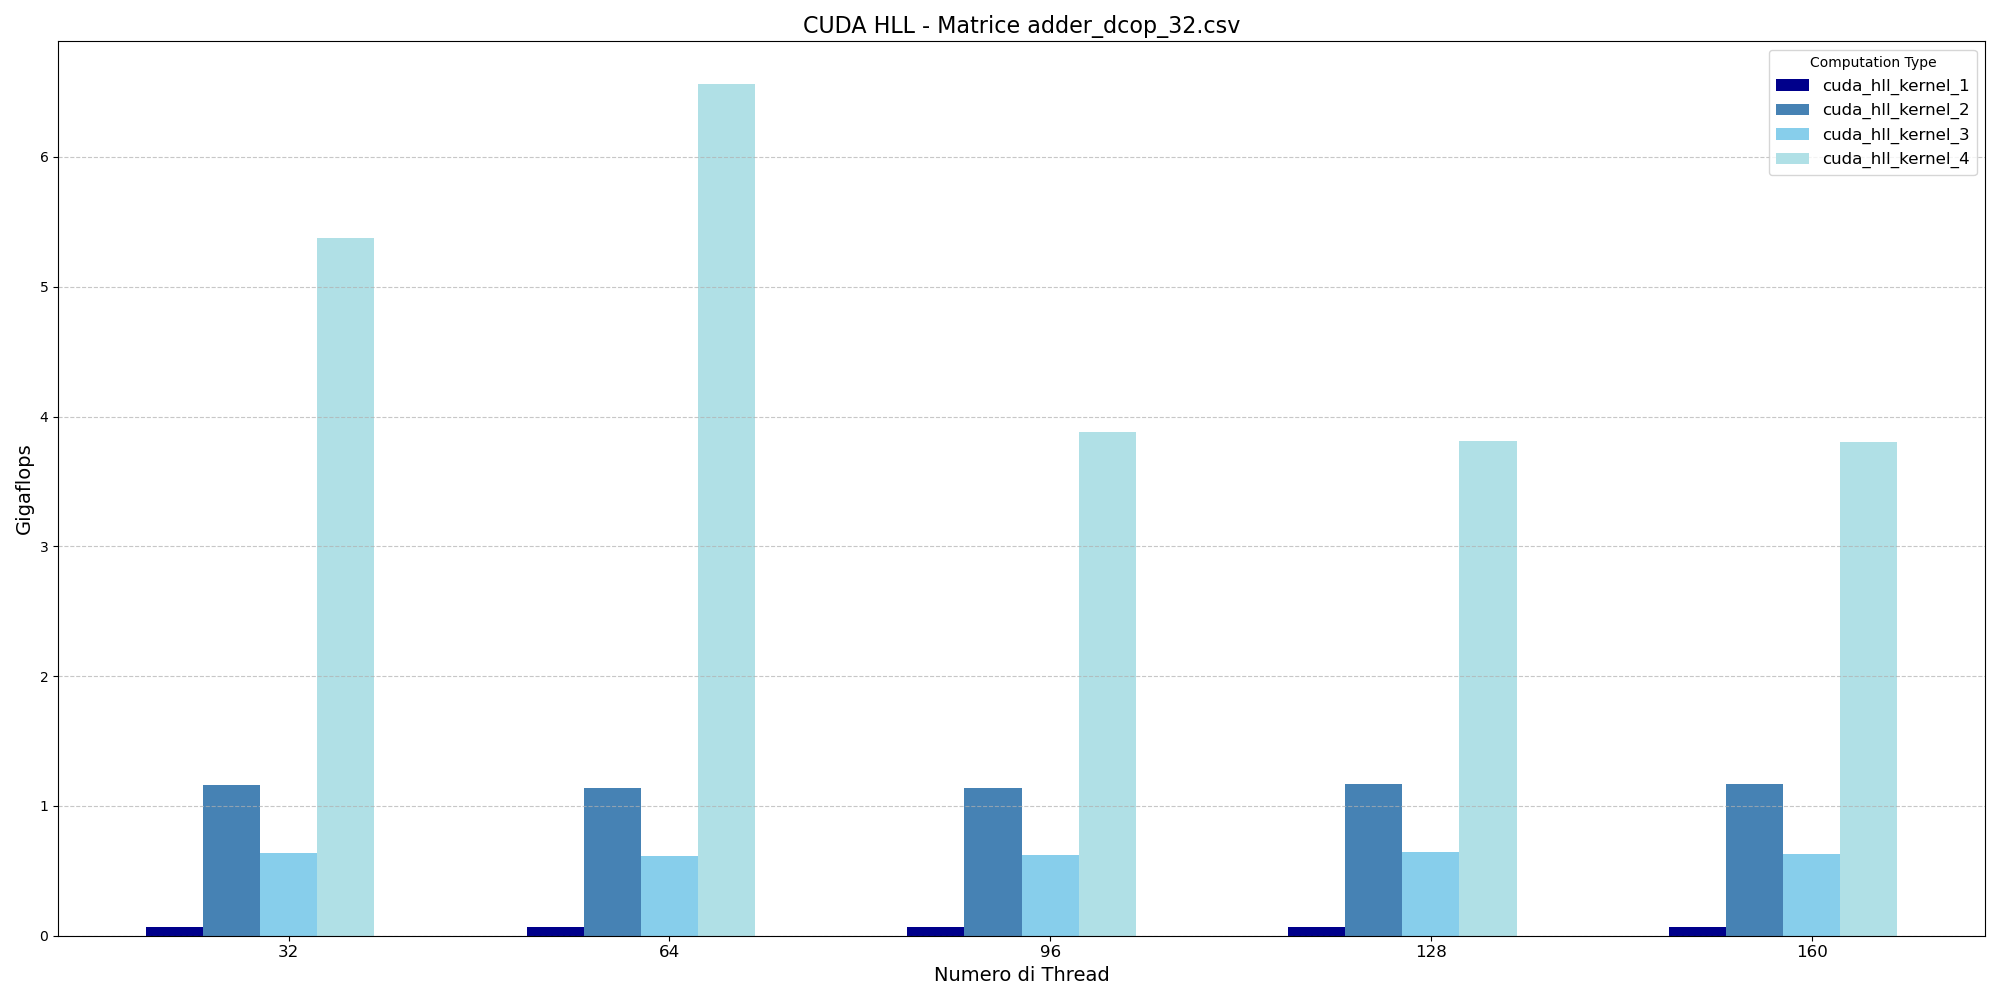 CUDA HLL - Matrice adder_dcop_32.csv
Computation Type
cuda_hll_kernel_1
cuda_hll_kernel_2
cuda_hll_kernel_3
cuda_hll_kernel_4
Gigaflops
6
5
4
3
2
1
0
32 64 96 128 160
Numero di Thread